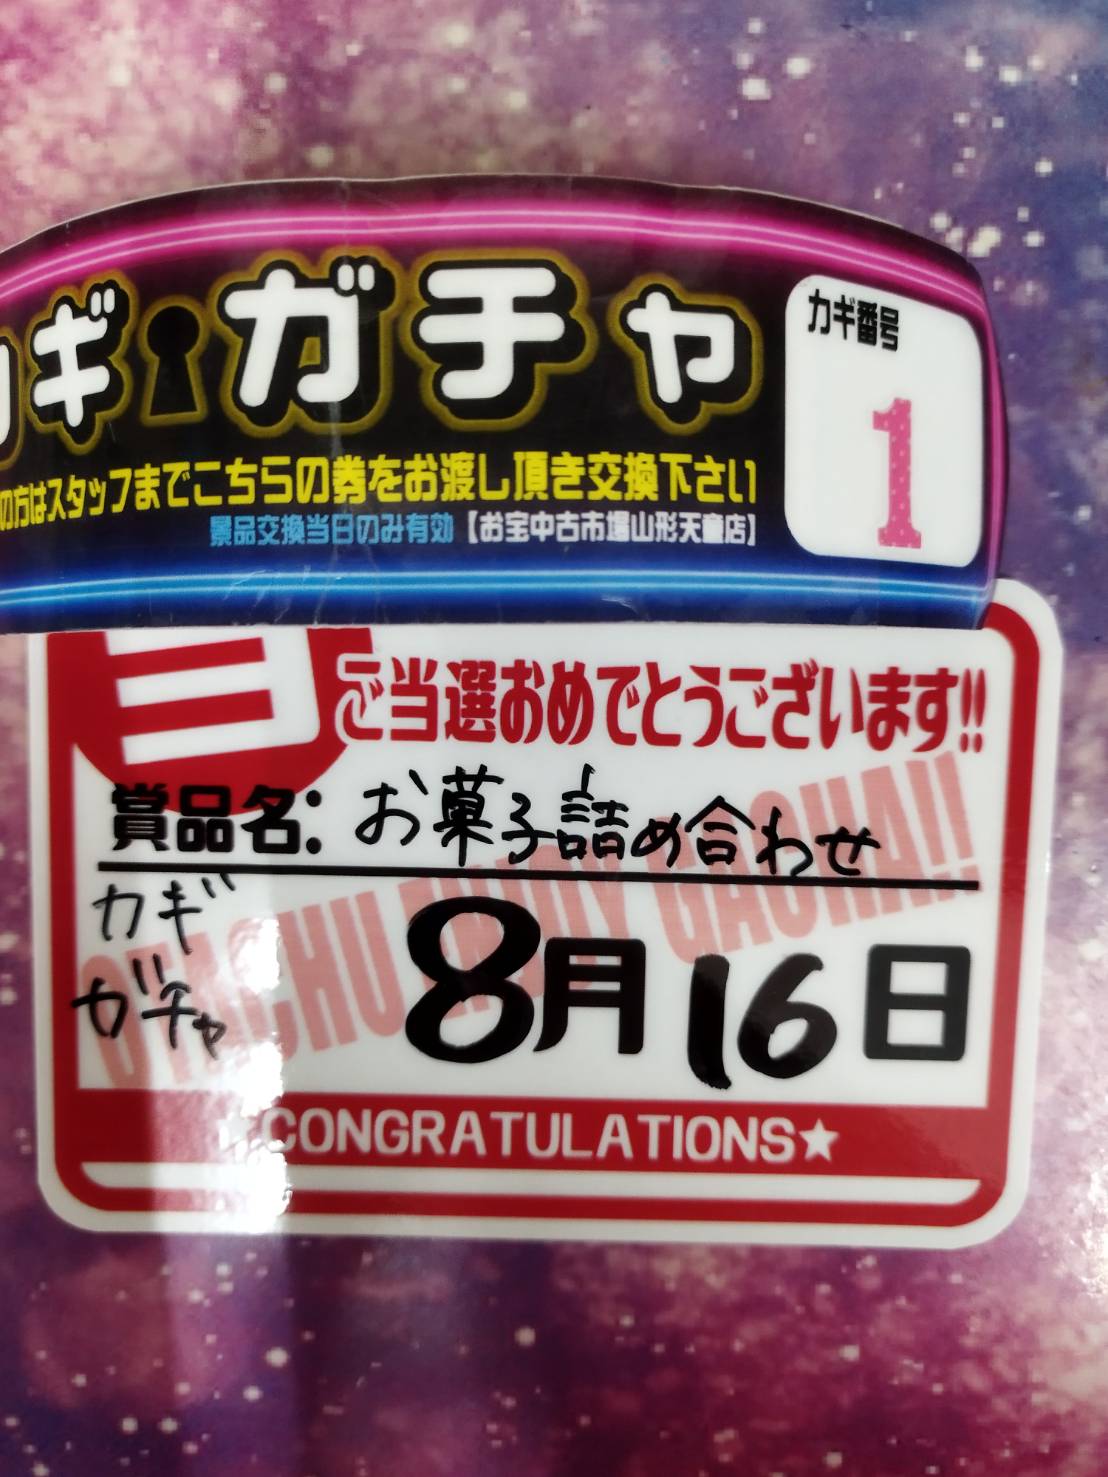 ギ ガチャ
カギ番号
1
の方はスタッフまでこちらの券をお渡し頂き交換下さい
景品交換当日のみ有効【お宝中古市場山形天童店】
ご当選おめでとうございます!!
賞品名: お菓子詰め合わせ
カギ
ガチャ
8月16日
GACHA!!
★CONGRATULATIONS★